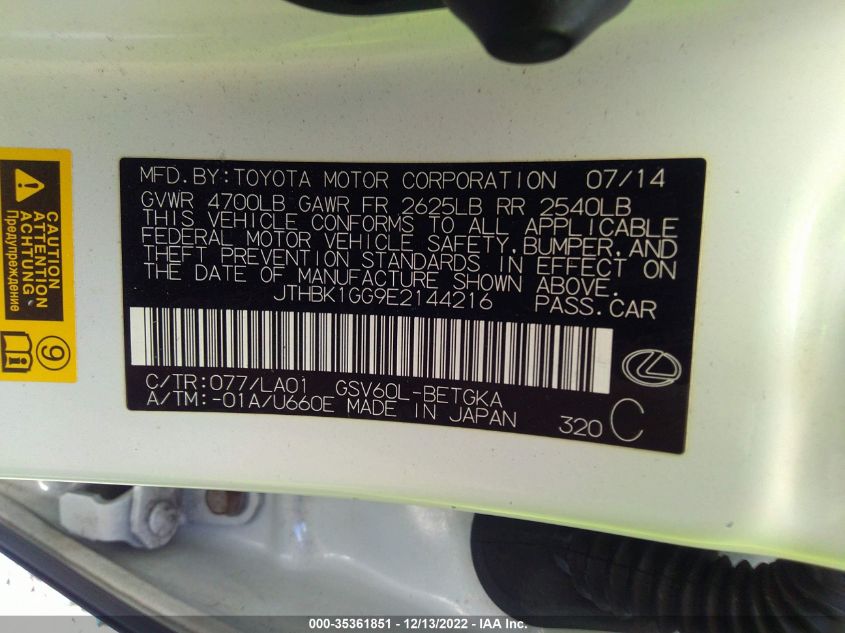 MFD.BY:TOYOTA MOTOR CORPORATION 07/14
GVWR 4700LB GAWR FR 2625LB RR 2540LB
THIS VEHICLE CONFORMS TO ALL APPLICABLE
FEDERAL MOTOR VEHICLE SAFETY,BUMPER,AND
THEFT PREVENTION STANDARDS IN EFFECT ON
THE DATE OF MANUFACTURE SHOWN ABOVE.
JTHBK1GG9E2144216 PASS.CAR
C/TR:077/LA01 GSV60L-BETGKA
A/TM:-01A/U660E MADE IN JAPAN
320 C
CAUTION
ATTENTION
ACHTUNG
Предупреждение
9
000-35361851 - 12/13/2022 - IAA Inc.